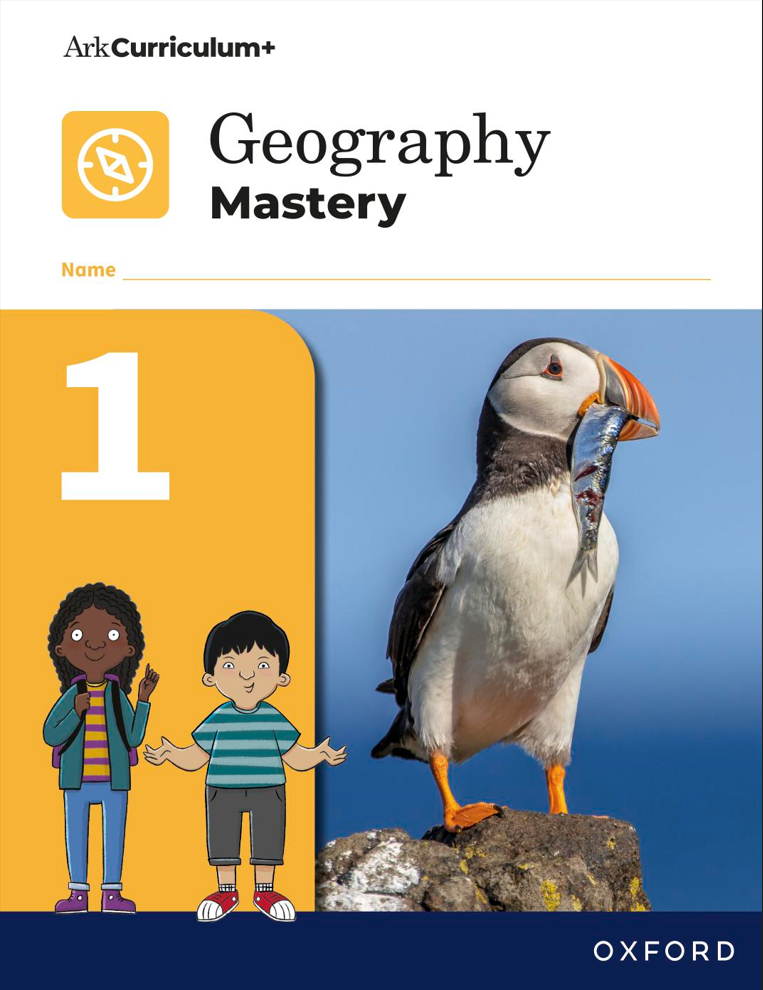 ArkCurriculum+
Geography
Mastery
Name
1
OXFORD